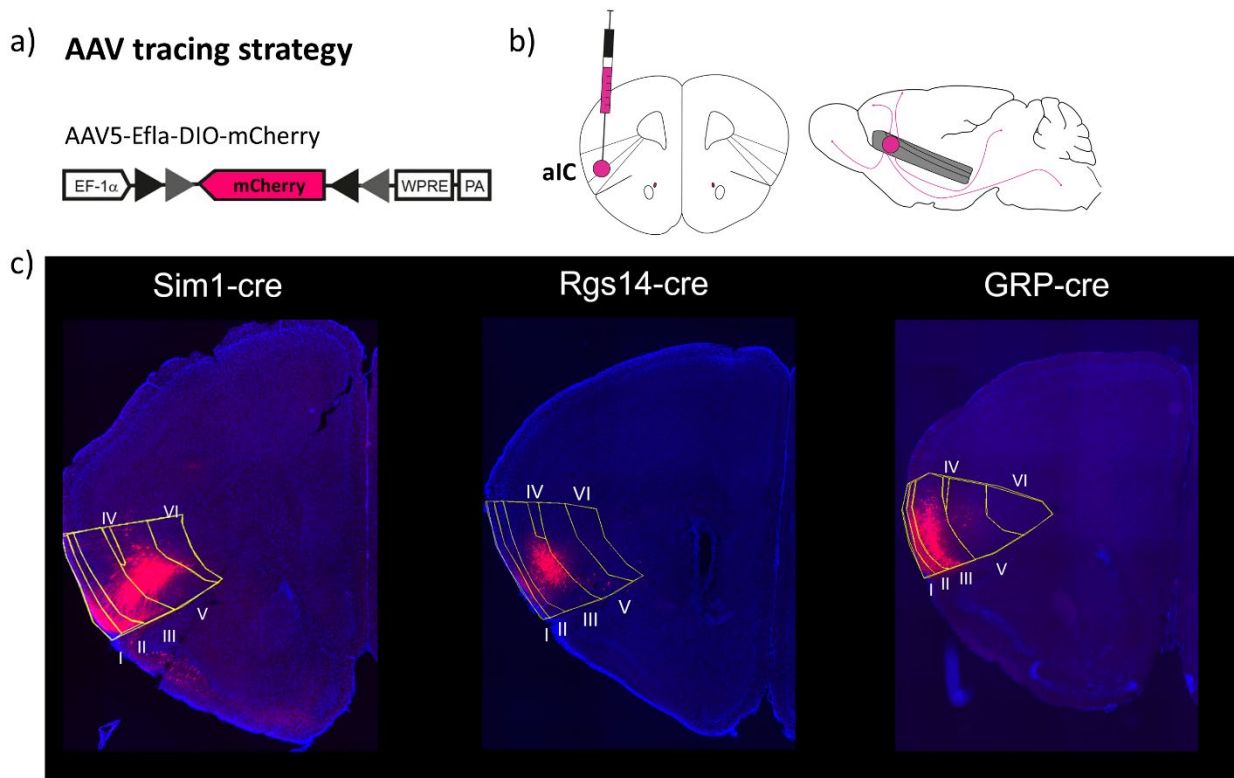 a) AAV tracing strategy
AAV5-Efla-DIO-mCherry
EF-1α mCherry WPRE PA
b)
aIC
c)
Sim1-cre Rgs14-cre GRP-cre
IV VI
I II III V
IV VI
I II III V
IV VI
I II III V